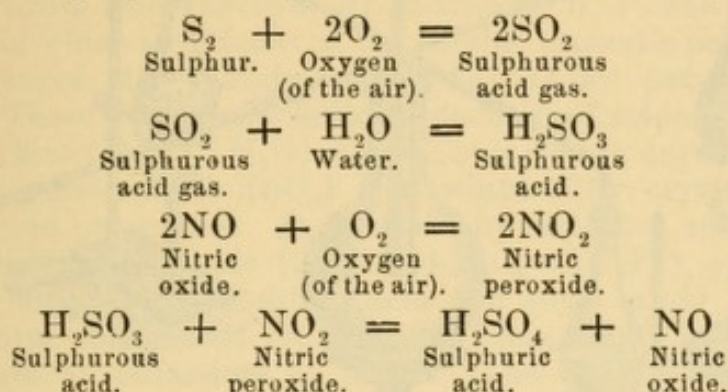 S₂ + 2O₂ = 2SO₂
Sulphur. Oxygen Sulphurous
(of the air). acid gas.
SO₂ + H₂O = H₂SO₃
Sulphurous Water. Sulphurous
acid gas. acid.
2NO + O₂ = 2NO₂
Nitric Oxygen Nitric
oxide. (of the air). peroxide.
H₂SO₃ + NO₂ = H₂SO₄ + NO
Sulphurous Nitric Sulphuric Nitric
acid. peroxide. acid. oxide.